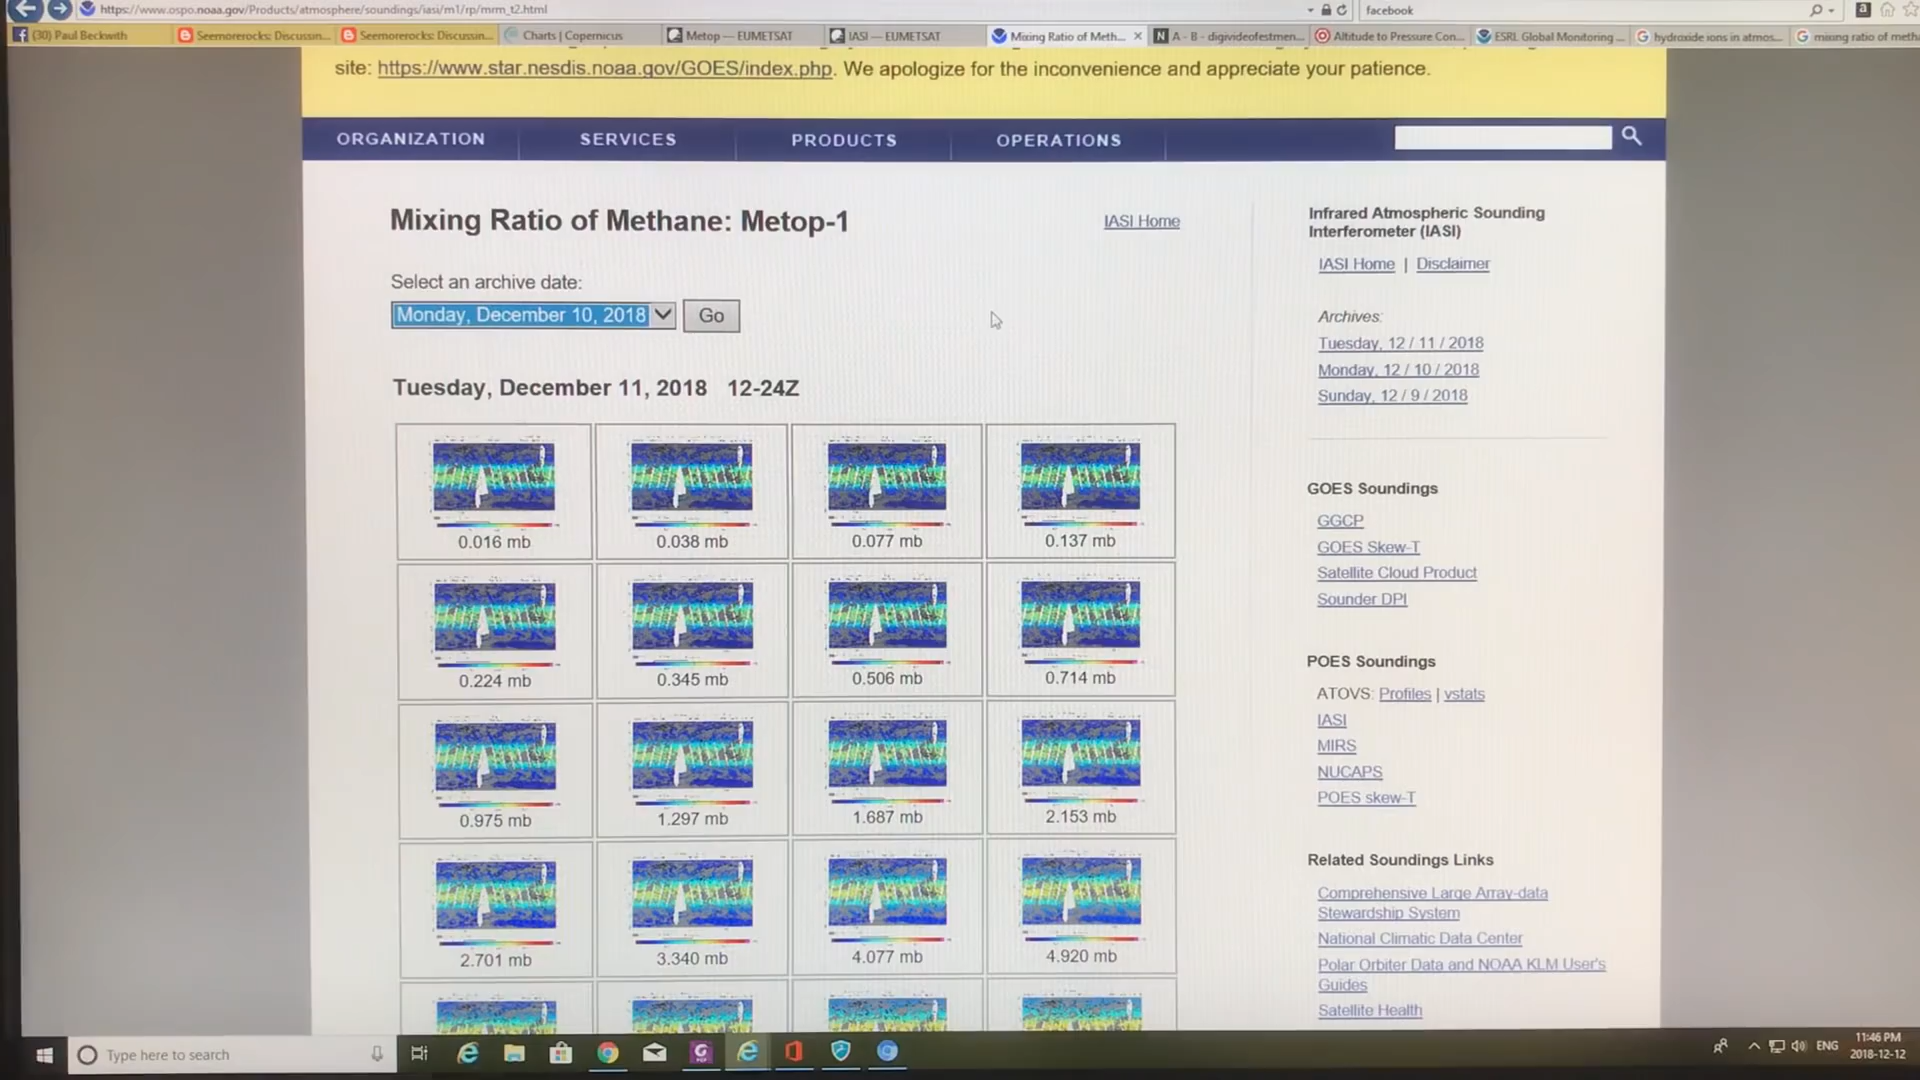 https://www.ospo.noaa.gov/Products/atmosphere/soundings/iasi/m1/rp/mrm_t2.html
facebook
(30) Paul Beckwith
Seemorerocks: Discussin...
Seemorerocks: Discussin...
Charts | Copernicus
Metop — EUMETSAT
IASI — EUMETSAT
Mixing Ratio of Meth...
A - B - digivideofestmen...
Altitude to Pressure Con...
ESRL Global Monitoring ...
hydroxide ions in atmos...
mixing ratio of metha
site: https://www.star.nesdis.noaa.gov/GOES/index.php. We apologize for the inconvenience and appreciate your patience.
ORGANIZATION
SERVICES
PRODUCTS
OPERATIONS
Mixing Ratio of Methane: Metop-1
IASI Home
Select an archive date:
Monday, December 10, 2018
Go
Tuesday, December 11, 2018 12-24Z
0.016 mb
0.038 mb
0.077 mb
0.137 mb
0.224 mb
0.345 mb
0.506 mb
0.714 mb
0.975 mb
1.297 mb
1.687 mb
2.153 mb
2.701 mb
3.340 mb
4.077 mb
4.920 mb
Infrared Atmospheric Sounding
Interferometer (IASI)
IASI Home | Disclaimer
Archives:
Tuesday, 12 / 11 / 2018
Monday, 12 / 10 / 2018
Sunday, 12 / 9 / 2018
GOES Soundings
GGCP
GOES Skew-T
Satellite Cloud Product
Sounder DPI
POES Soundings
ATOVS: Profiles | vstats
IASI
MIRS
NUCAPS
POES skew-T
Related Soundings Links
Comprehensive Large Array-data
Stewardship System
National Climatic Data Center
Polar Orbiter Data and NOAA KLM User's
Guides
Satellite Health
Type here to search
ENG
11:46 PM
2018-12-12